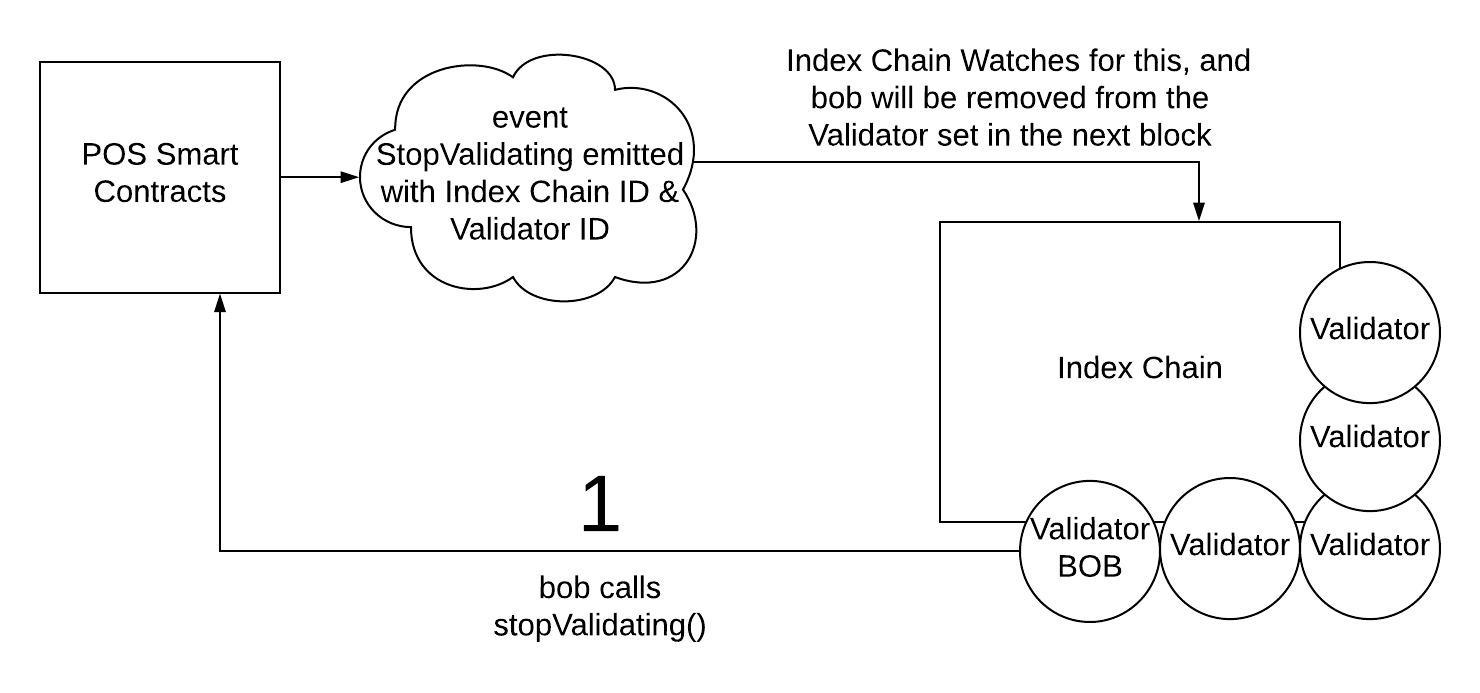 POS Smart
Contracts
event
StopValidating emitted
with Index Chain ID &
Validator ID
Index Chain Watches for this, and
bob will be removed from the
Validator set in the next block
Index Chain
Validator
Validator
Validator
BOB
Validator
Validator
1
bob calls
stopValidating()